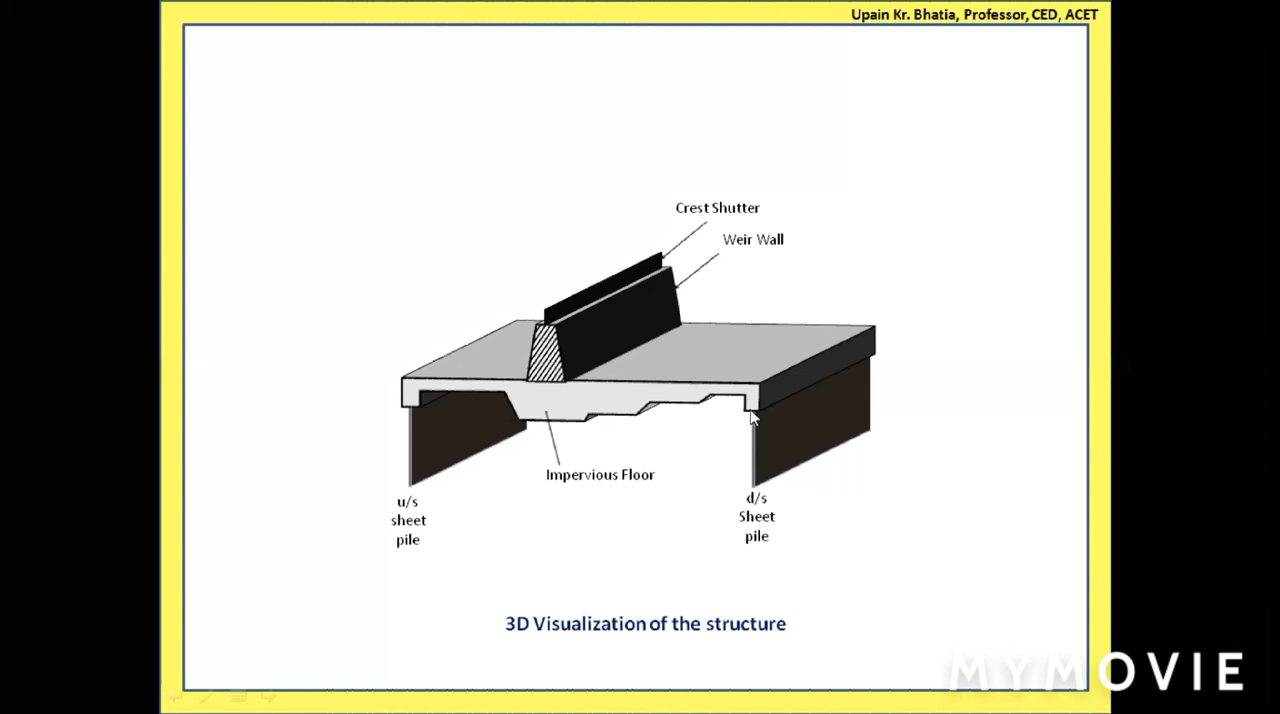 Upain Kr. Bhatia, Professor, CED, ACET
Crest Shutter
Weir Wall
Impervious Floor
u/s
sheet
pile
d/s
Sheet
pile
3D Visualization of the structure
MYMOVIE